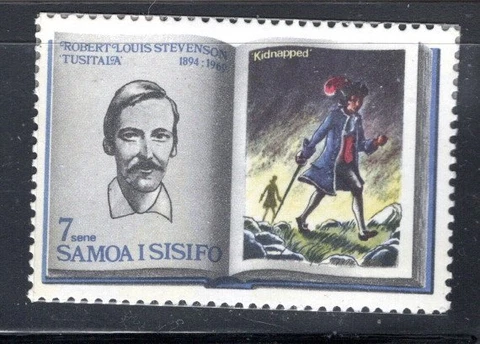 ROBERT LOUIS STEVENSON
'TUSITALA' 1894:1969
'Kidnapped'
7 sene
SAMOA I SISIFO